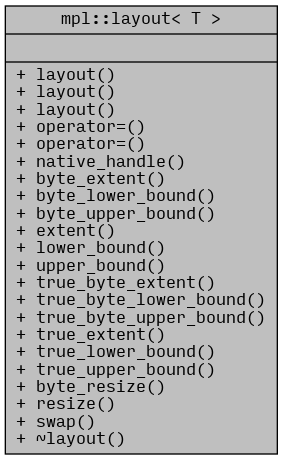 mpl::layout< T >
+ layout()
+ layout()
+ layout()
+ operator=()
+ operator=()
+ native_handle()
+ byte_extent()
+ byte_lower_bound()
+ byte_upper_bound()
+ extent()
+ lower_bound()
+ upper_bound()
+ true_byte_extent()
+ true_byte_lower_bound()
+ true_byte_upper_bound()
+ true_extent()
+ true_lower_bound()
+ true_upper_bound()
+ byte_resize()
+ resize()
+ swap()
+ ~layout()